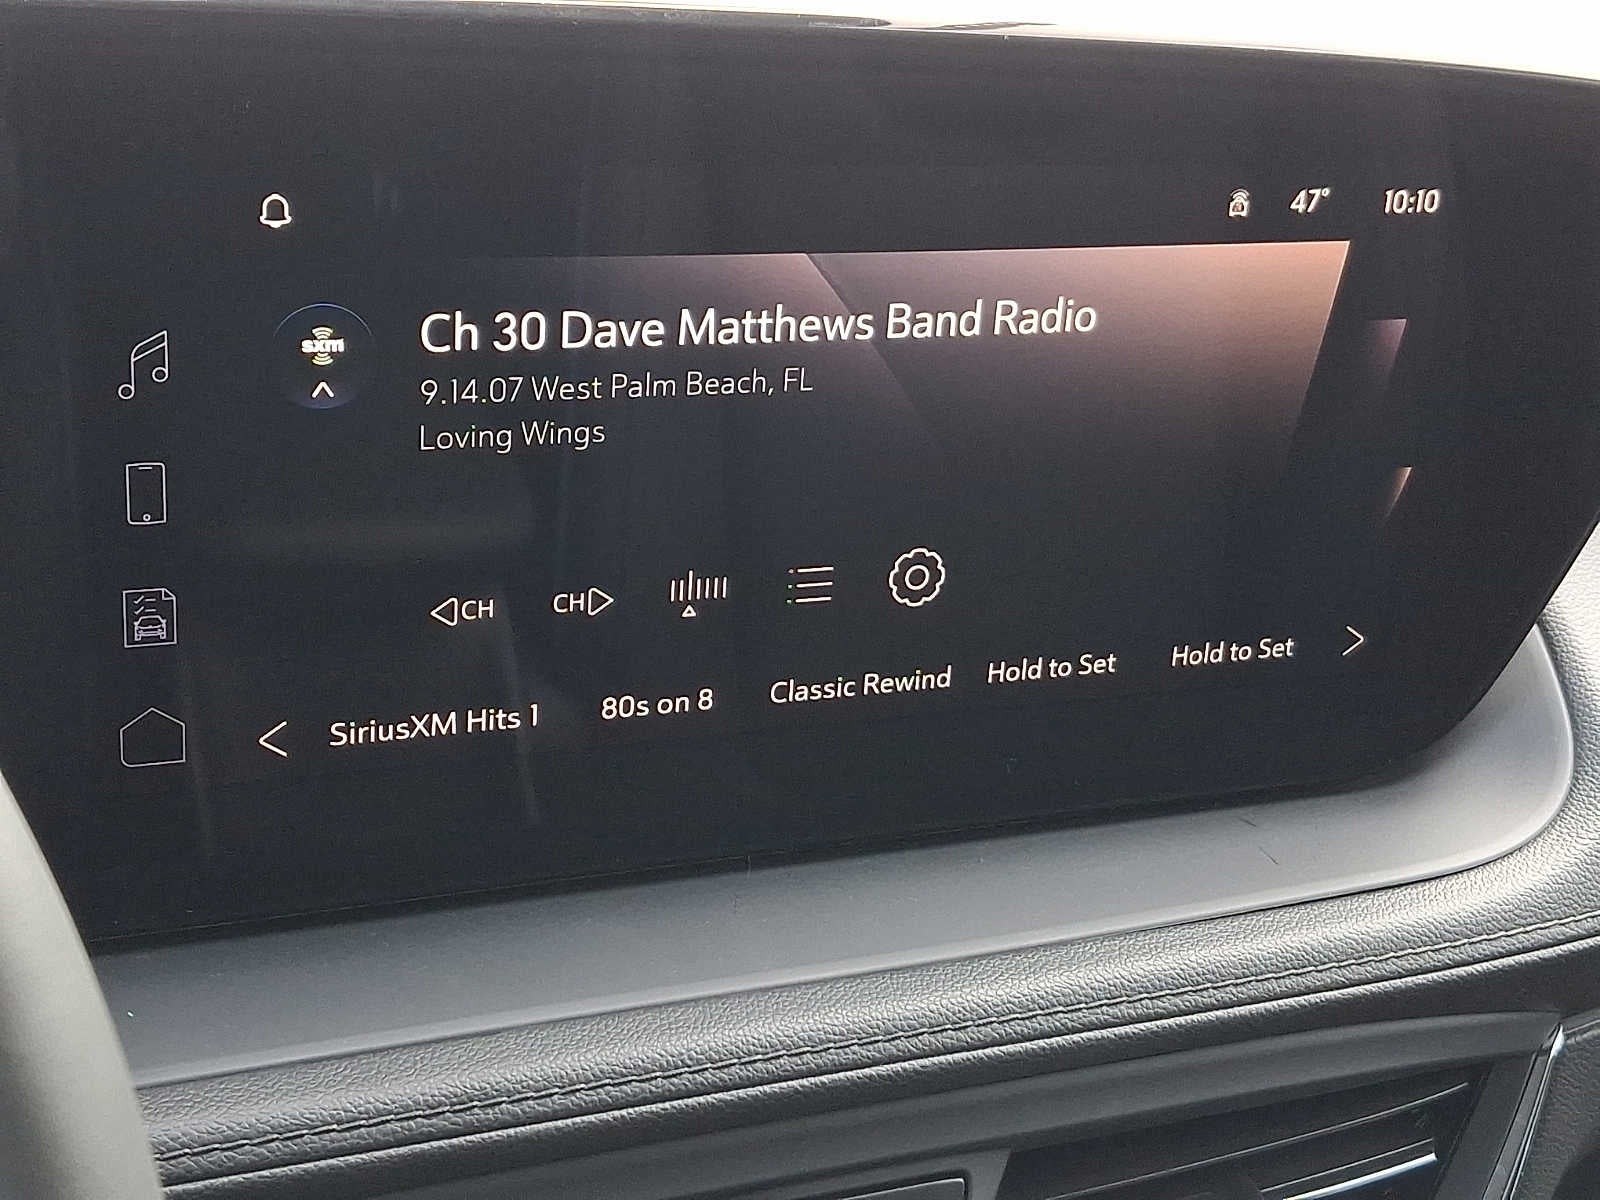 47° 10:10
sxm
Ch 30 Dave Matthews Band Radio
9.14.07 West Palm Beach, FL
Loving Wings
CH CH
SiriusXM Hits 1 80s on 8 Classic Rewind Hold to Set Hold to Set